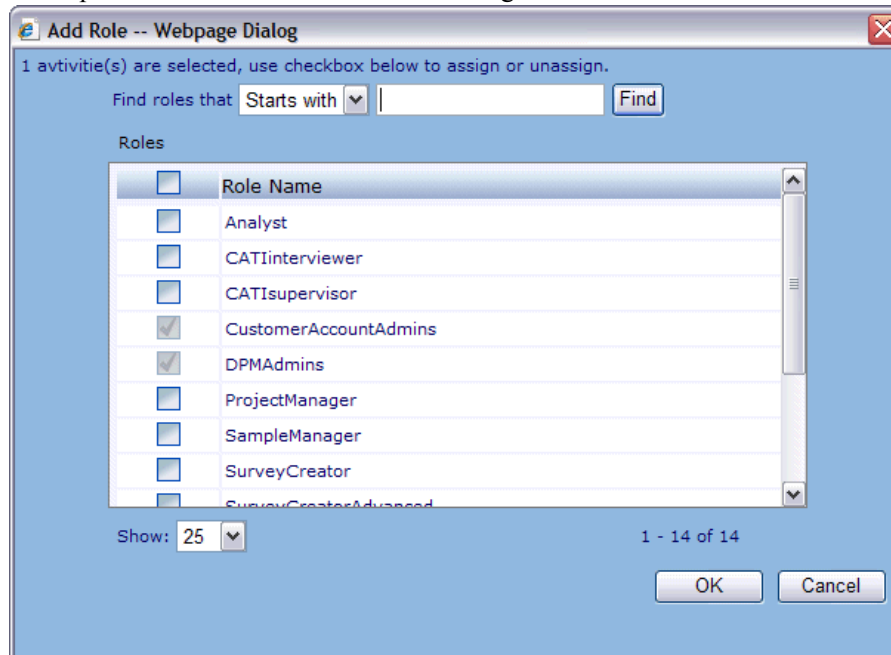 Add Role -- Webpage Dialog
1 avtivitie(s) are selected, use checkbox below to assign or unassign.
Find roles that Starts with Find
Roles
Role Name
Analyst
CATIinterviewer
CATIsupervisor
CustomerAccountAdmins
DPMAdmins
ProjectManager
SampleManager
SurveyCreator
SurveyCreatorAdvanced
Show: 25 1 - 14 of 14
OK Cancel